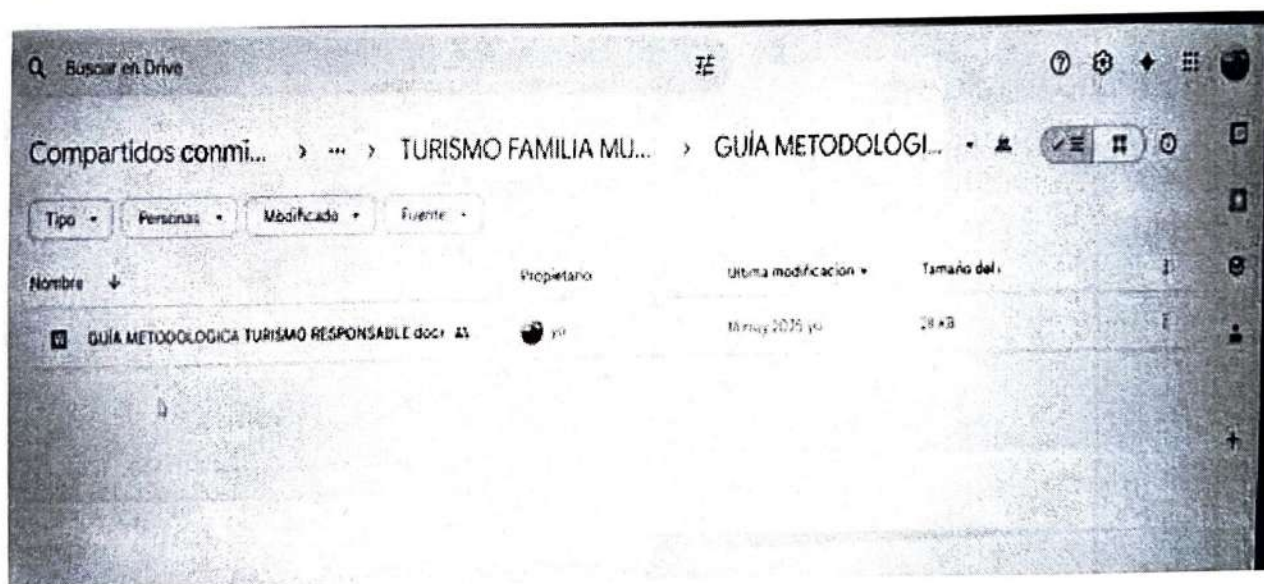 Buscar en Drive
Compartidos conmi... > ... > TURISMO FAMILIA MU... > GUÍA METODOLÓGI...
Tipo Personas Modificado Fuente
Nombre Propietario Última modificación Tamaño del
GUÍA METODOLOGICA TURISMO RESPONSABLE docx yo may 2025 yo 28 KB